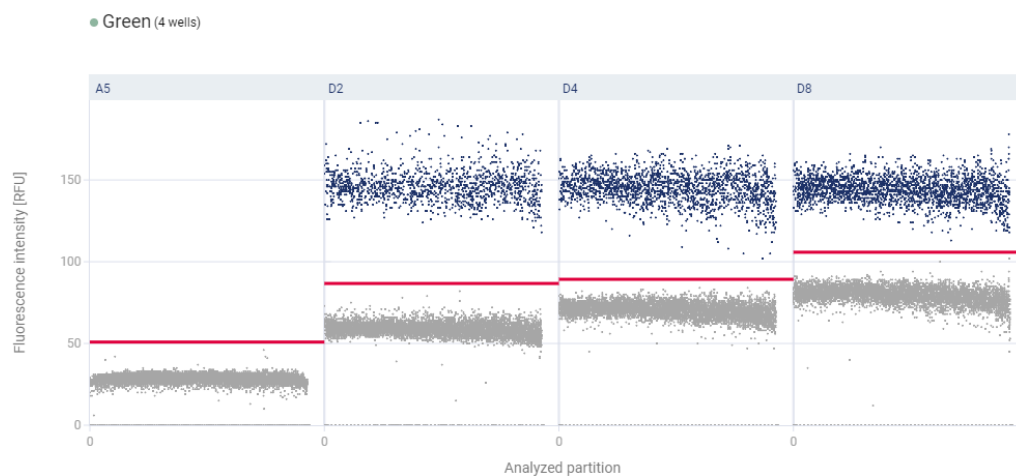 Green (4 wells)
A5 D2 D4 D8
Fluorescence intensity [RFU]
150
100
50
0
0 0 0 0
Analyzed partition